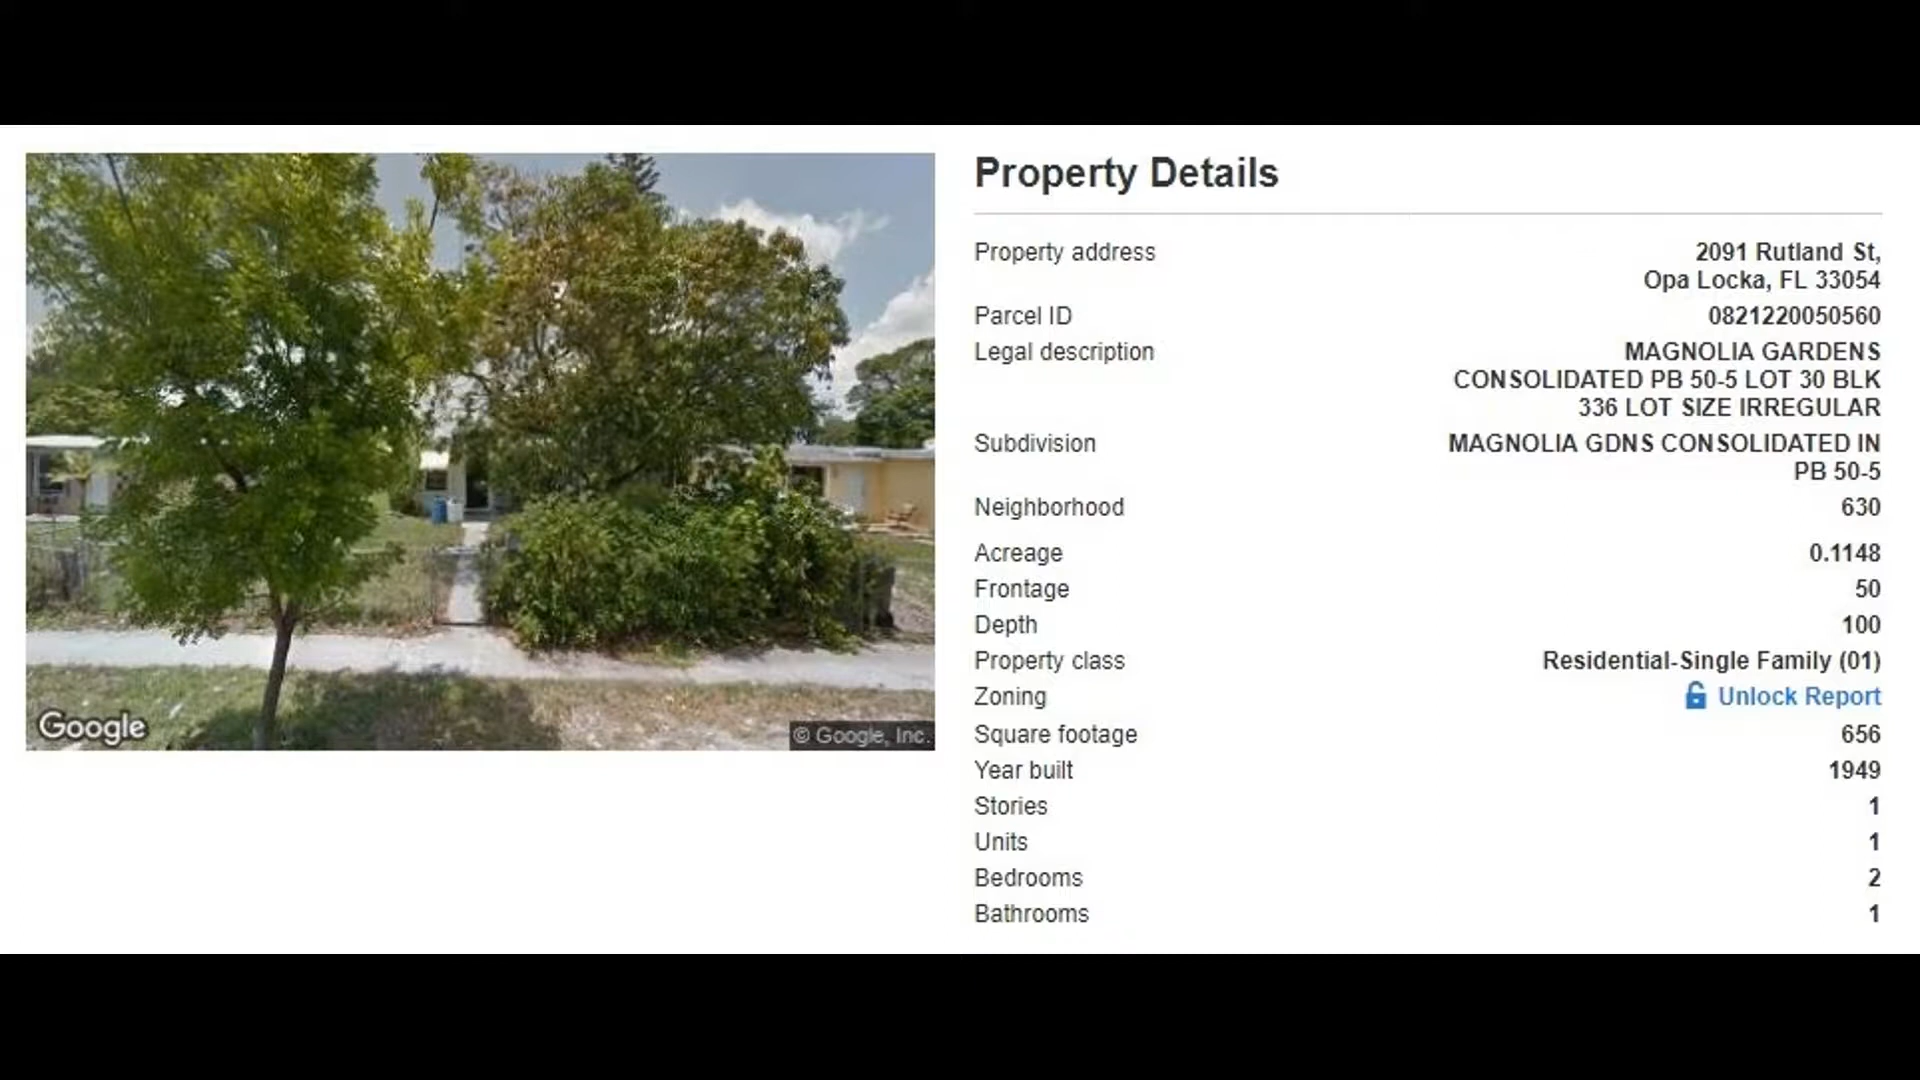 Property Details
Property address
2091 Rutland St,
Opa Locka, FL 33054
Parcel ID
0821220050560
Legal description
MAGNOLIA GARDENS
CONSOLIDATED PB 50-5 LOT 30 BLK
336 LOT SIZE IRREGULAR
Subdivision
MAGNOLIA GDNS CONSOLIDATED IN
PB 50-5
Neighborhood
630
Acreage
0.1148
Frontage
50
Depth
100
Property class
Residential-Single Family (01)
Zoning
Unlock Report
Square footage
656
Year built
1949
Stories
1
Units
1
Bedrooms
2
Bathrooms
1
Google
© Google, Inc.